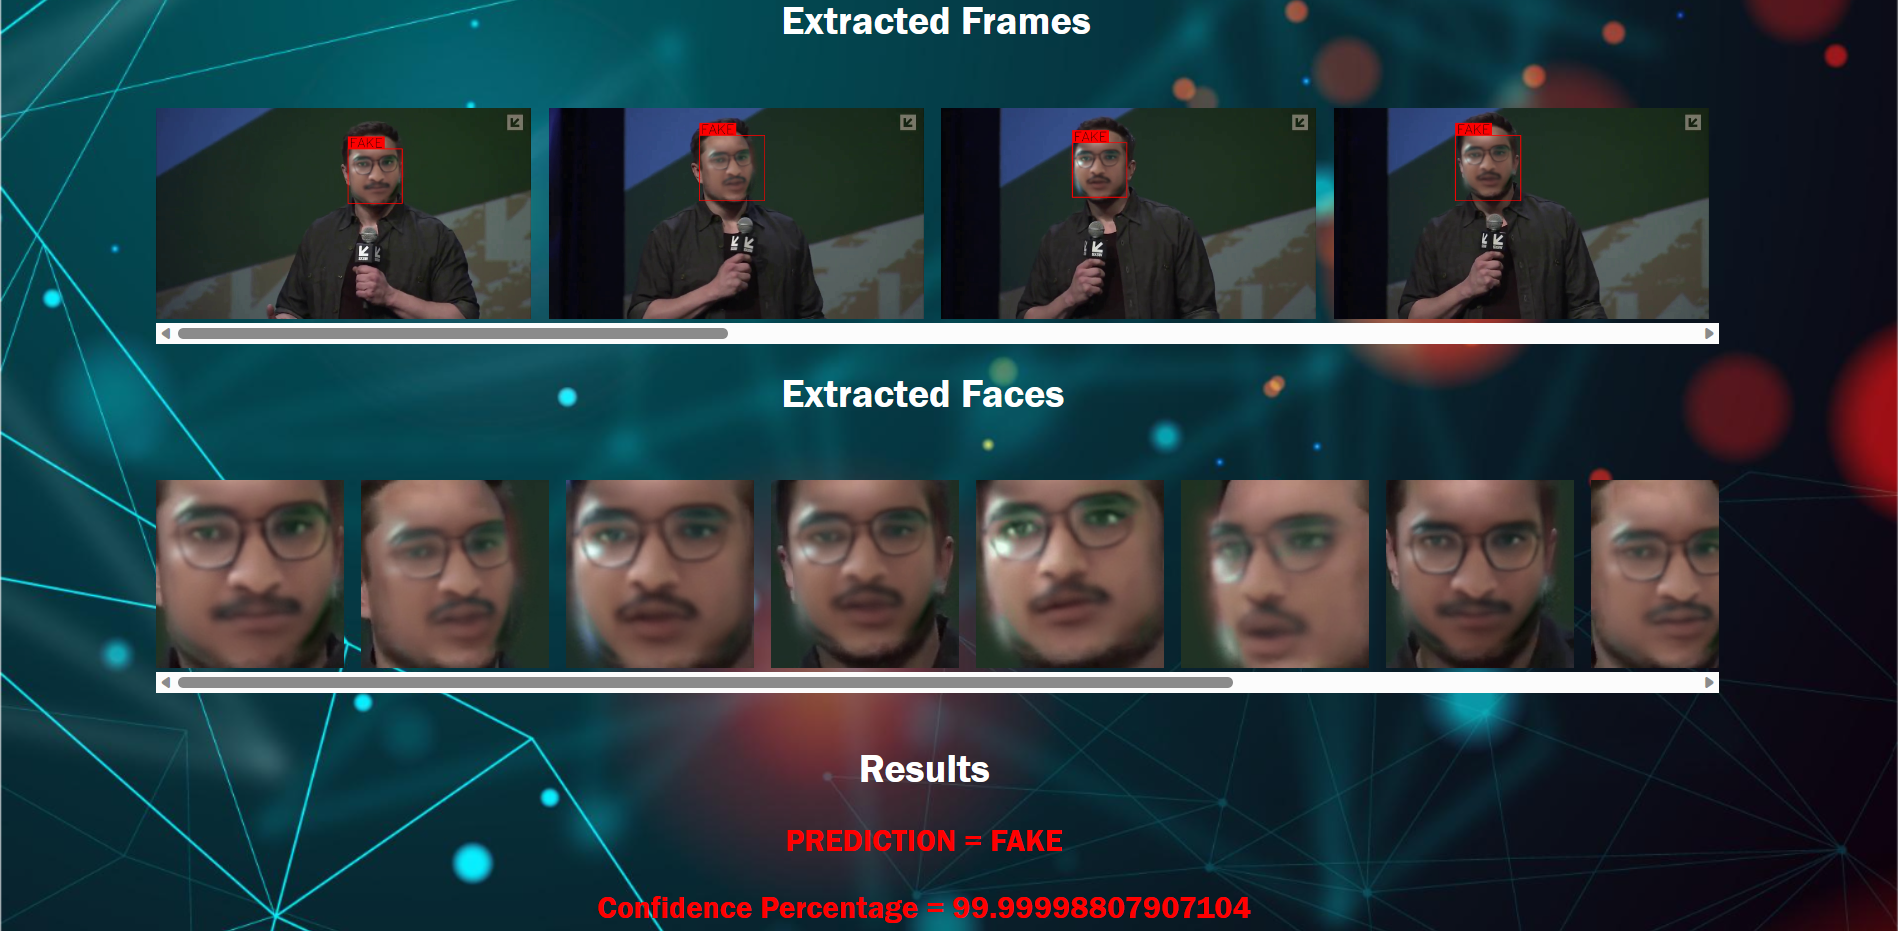 Extracted Frames
FAKE
FAKE
FAKE
FAKE
Extracted Faces
Results
PREDICTION = FAKE
Confidence Percentage = 99.99998807907104